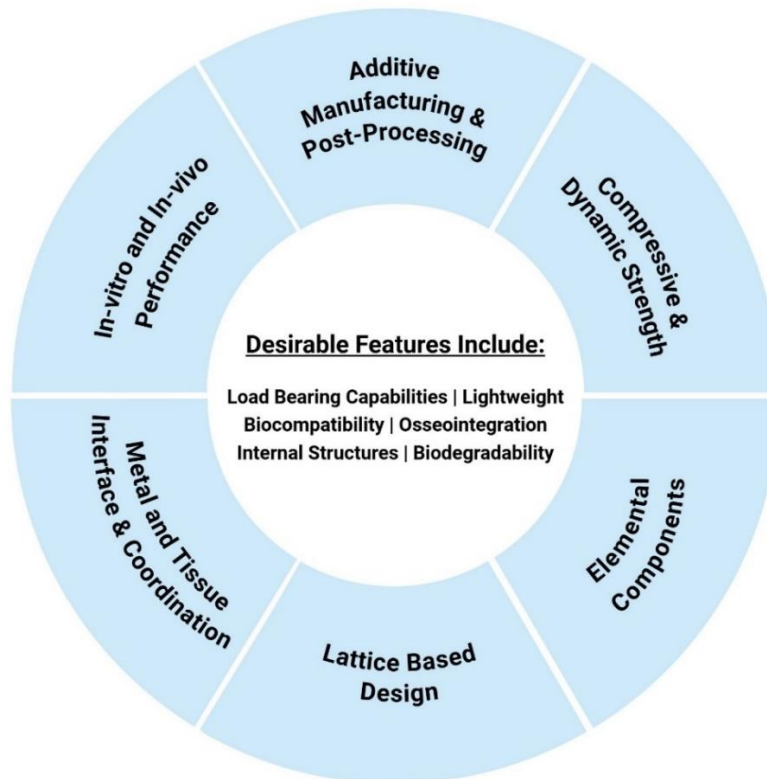 Additive
Manufacturing &
Post-Processing
Compressive &
Dynamic Strength
Elemental
Components
Lattice Based
Design
Metal and Tissue
Interface & Coordination
In-vitro and In-vivo
Performance
Desirable Features Include:
Load Bearing Capabilities | Lightweight
Biocompatibility | Osseointegration
Internal Structures | Biodegradability